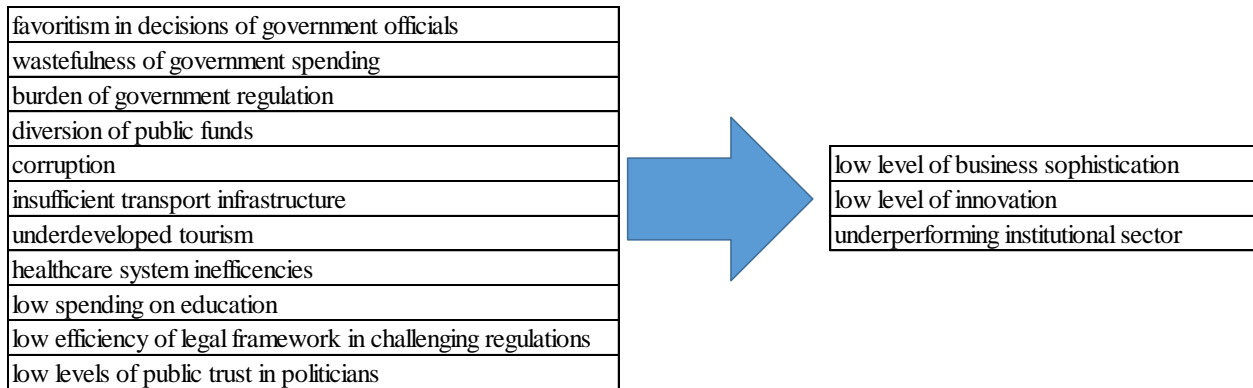 favoritism in decisions of government officials
wastefulness of government spending
burden of government regulation
diversion of public funds
corruption
insufficient transport infrastructure
underdeveloped tourism
healthcare system inefficencies
low spending on education
low efficiency of legal framework in challenging regulations
low levels of public trust in politicians
low level of business sophistication
low level of innovation
underperforming institutional sector